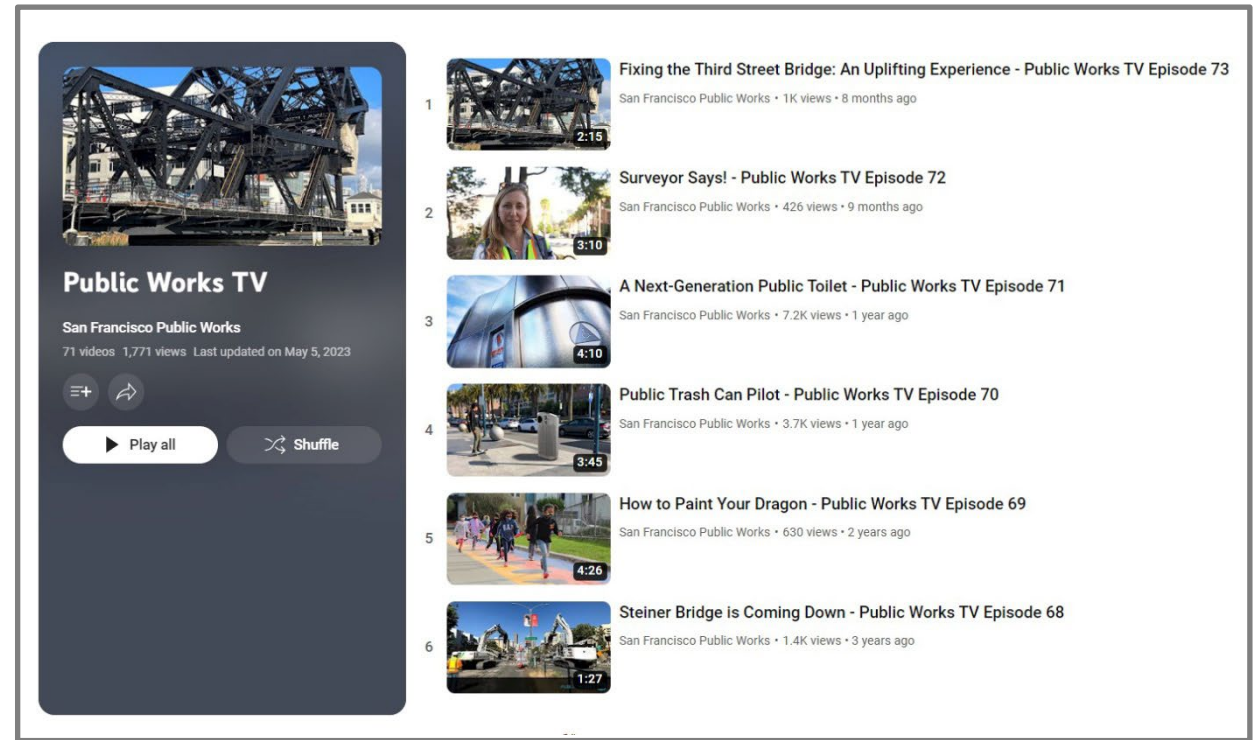 Public Works TV
San Francisco Public Works
71 videos 1,771 views Last updated on May 5, 2023
Play all
Shuffle
1
2:15
Fixing the Third Street Bridge: An Uplifting Experience - Public Works TV Episode 73
San Francisco Public Works • 1K views • 8 months ago
2
3:10
Surveyor Says! - Public Works TV Episode 72
San Francisco Public Works • 426 views • 9 months ago
3
4:10
A Next-Generation Public Toilet - Public Works TV Episode 71
San Francisco Public Works • 7.2K views • 1 year ago
4
3:45
Public Trash Can Pilot - Public Works TV Episode 70
San Francisco Public Works • 3.7K views • 1 year ago
5
4:26
How to Paint Your Dragon - Public Works TV Episode 69
San Francisco Public Works • 630 views • 2 years ago
6
1:27
Steiner Bridge is Coming Down - Public Works TV Episode 68
San Francisco Public Works • 1.4K views • 3 years ago